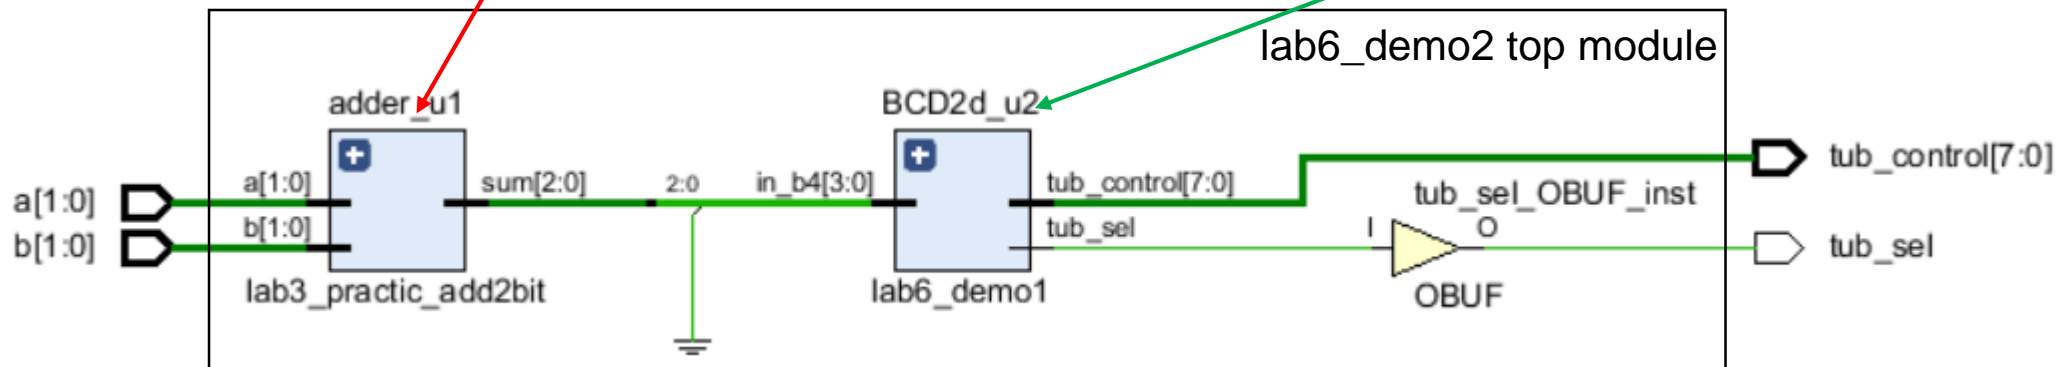 lab6_demo2 top module
adder_u1
BCD2d_u2
a[1:0]
b[1:0]
a[1:0]
b[1:0]
sum[2:0]
2:0
in_b4[3:0]
tub_control[7:0]
tub_sel
lab3_practic_add2bit
lab6_demo1
tub_sel_OBUF_inst
I
O
OBUF
tub_control[7:0]
tub_sel